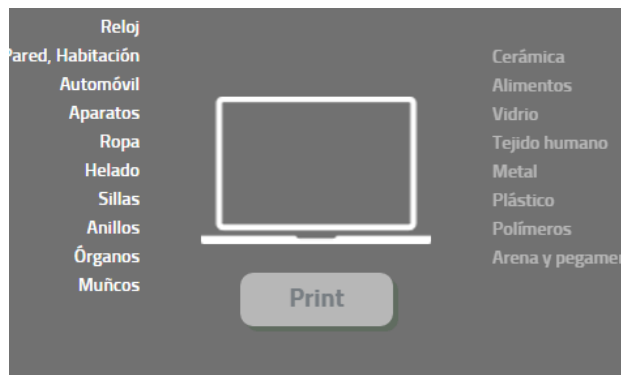 Reloj
Pared, Habitación
Automóvil
Aparatos
Ropa
Helado
Sillas
Anillos
Órganos
Muñcos
Cerámica
Alimentos
Vidrio
Tejido humano
Metal
Plástico
Polímeros
Arena y pegamen
Print